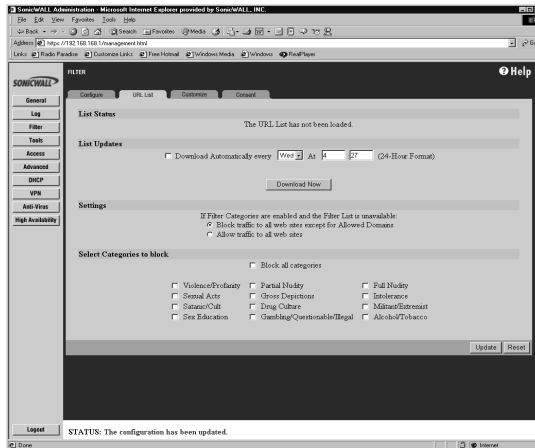 SonicWALL Administration - Microsoft Internet Explorer provided by SonicWALL, INC.
File Edit View Favorites Tools Help
Back Search Favorites Media
Address https://192.168.168.1/management.html Go
Links Radio Paradise Customize Links Free Hotmail Windows Media Windows RealPlayer
SONICWALL
FILTER
Help
Configure URL List Customize Consent
General
Log
Filter
Tools
Access
Advanced
DHCP
VPN
Anti-Virus
High Availability
List Status
The URL List has not been loaded.
List Updates
Download Automatically every Wed At 4 :27 (24-Hour Format)
Download Now
Settings
If Filter Categories are enabled and the Filter List is unavailable:
Block traffic to all web sites except for Allowed Domains
Allow traffic to all web sites
Select Categories to block
Block all categories
Violence/Profanity Partial Nudity Full Nudity
Sexual Acts Gross Depictions Intolerance
Satanic/Cult Drug Culture Militant/Extremist
Sex Education Gambling/Questionable/Illegal Alcohol/Tobacco
Update Reset
Logout
STATUS: The configuration has been updated.
Done Internet